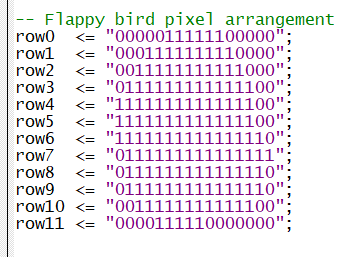 -- Flappy bird pixel arrangement
row0 <= "0000011111100000";
row1 <= "0001111111110000";
row2 <= "0011111111111000";
row3 <= "0111111111111100";
row4 <= "1111111111111100";
row5 <= "1111111111111100";
row6 <= "1111111111111110";
row7 <= "0111111111111111";
row8 <= "0111111111111110";
row9 <= "0111111111111110";
row10 <= "0011111111111100";
row11 <= "0000111110000000";